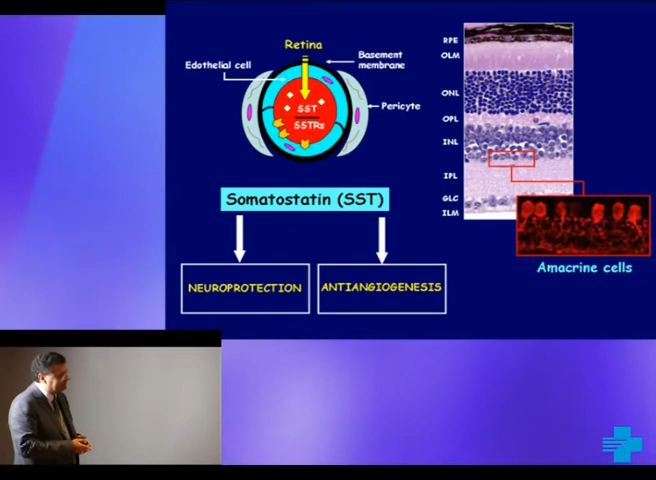 Retina
Edothelial cell
Basement
membrane
SST
SSTRs
Pericyte
Somatostatin (SST)
NEUROPROTECTION
ANTIANGIOGENESIS
RPE
OLM
ONL
OPL
INL
IPL
GLC
ILM
Amacrine cells